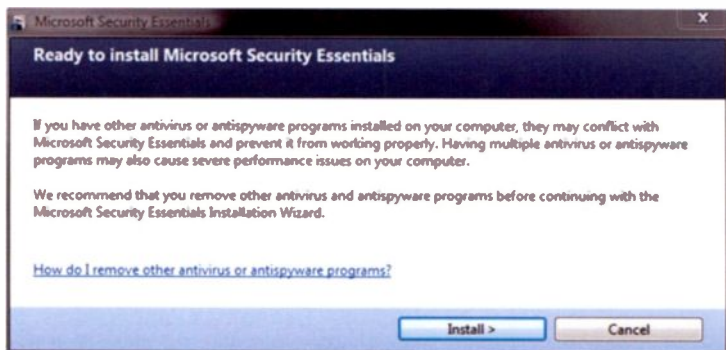 Microsoft Security Essentials
Ready to install Microsoft Security Essentials
If you have other antivirus or antispyware programs installed on your computer, they may conflict with
Microsoft Security Essentials and prevent it from working properly. Having multiple antivirus or antispyware
programs may also cause severe performance issues on your computer.
We recommend that you remove other antivirus and antispyware programs before continuing with the
Microsoft Security Essentials Installation Wizard.
How do I remove other antivirus or antispyware programs?
Install >
Cancel